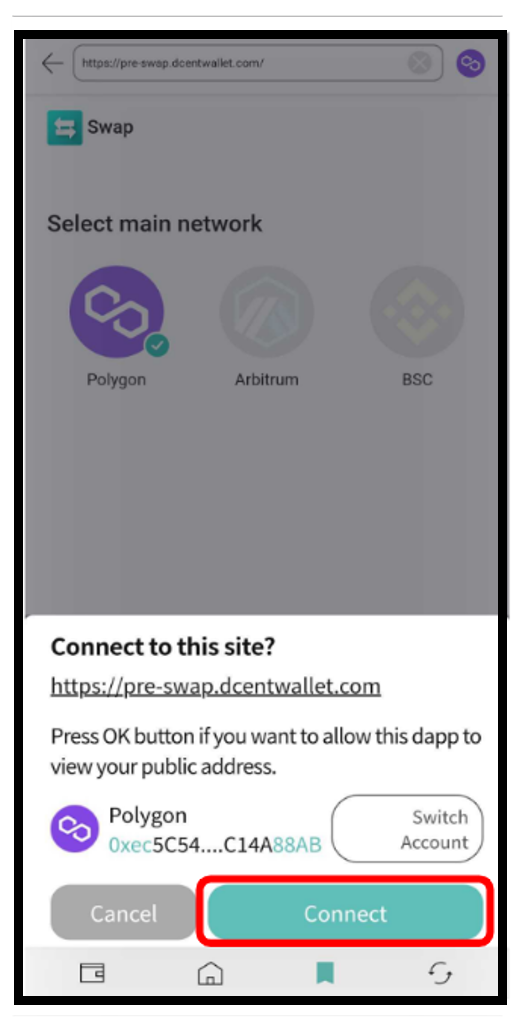 https://pre-swap.dcentwallet.com/
Swap
Select main network
Polygon
Arbitrum
BSC
Connect to this site?
https://pre-swap.dcentwallet.com
Press OK button if you want to allow this dapp to
view your public address.
Polygon
0xec5C54....C14A88AB
Switch
Account
Cancel
Connect